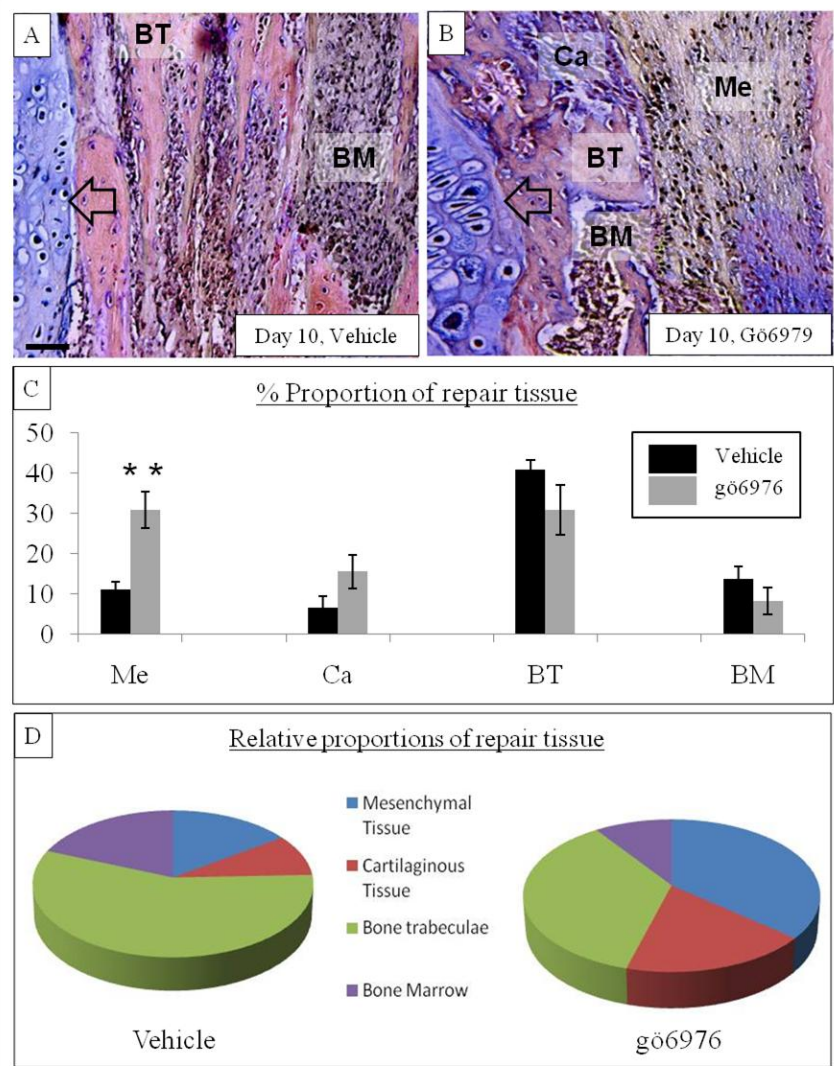 A
BT
BM
Day 10, Vehicle
B
Ca
Me
BT
BM
Day 10, Gö6979
C
% Proportion of repair tissue
50
40
30
20
10
0
* *
Vehicle
gö6976
Me
Ca
BT
BM
D
Relative proportions of repair tissue
Mesenchymal
Tissue
Cartilaginous
Tissue
Bone trabeculae
Bone Marrow
Vehicle
gö6976